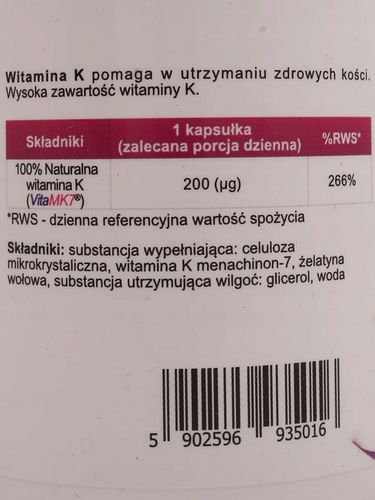 Witamina K pomaga w utrzymaniu zdrowych kości.
Wysoka zawartość witaminy K.
Składniki
1 kapsułka
(zalecana porcja dzienna)
%RWS*
100% Naturalna
witamina K
(VitaMK7®)
200 (µg)
266%
*RWS - dzienna referencyjna wartość spożycia
Składniki: substancja wypełniająca: celuloza
mikrokrystaliczna, witamina K menachinon-7, żelatyna
wołowa, substancja utrzymująca wilgoć: glicerol, woda
5 902596 935016